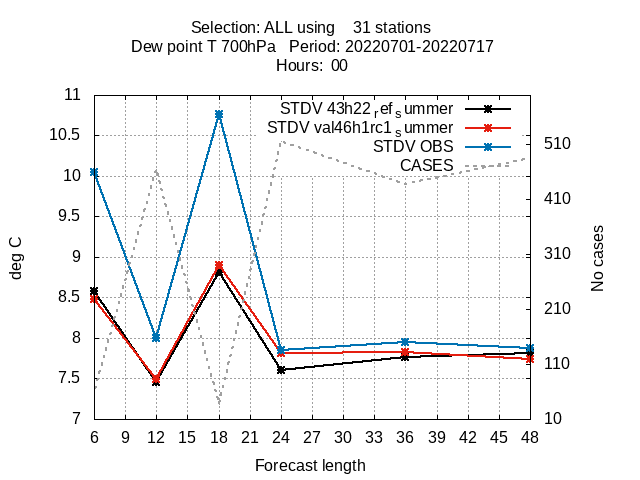 Selection: ALL using    31 stations
Dew point T 700hPa   Period: 20220701-20220717
Hours:  00
STDV 43h22_ref_summer
STDV val46h1rc1_summer
STDV OBS
CASES
11
10.5
10
9.5
9
8.5
8
7.5
7
deg C
510
410
310
210
110
10
No cases
6 9 12 15 18 21 24 27 30 33 36 39 42 45 48
Forecast length